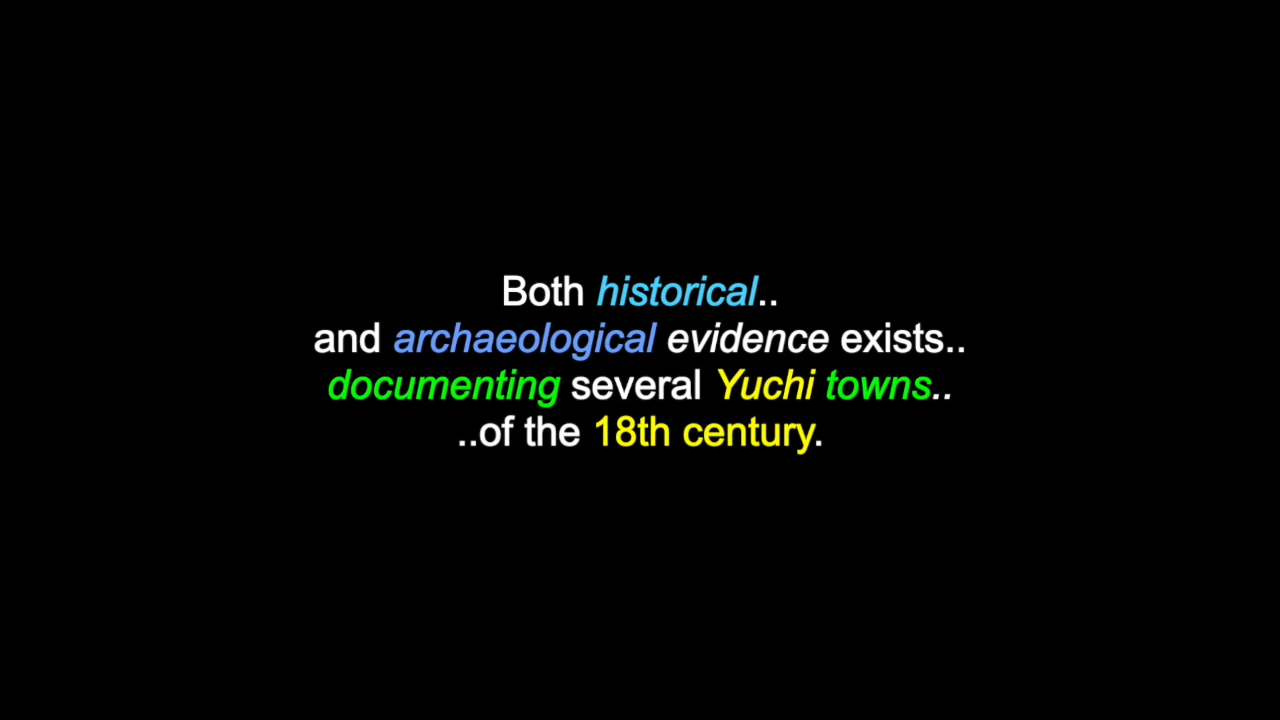 Both historical..
and archaeological evidence exists..
documenting several Yuchi towns..
..of the 18th century.